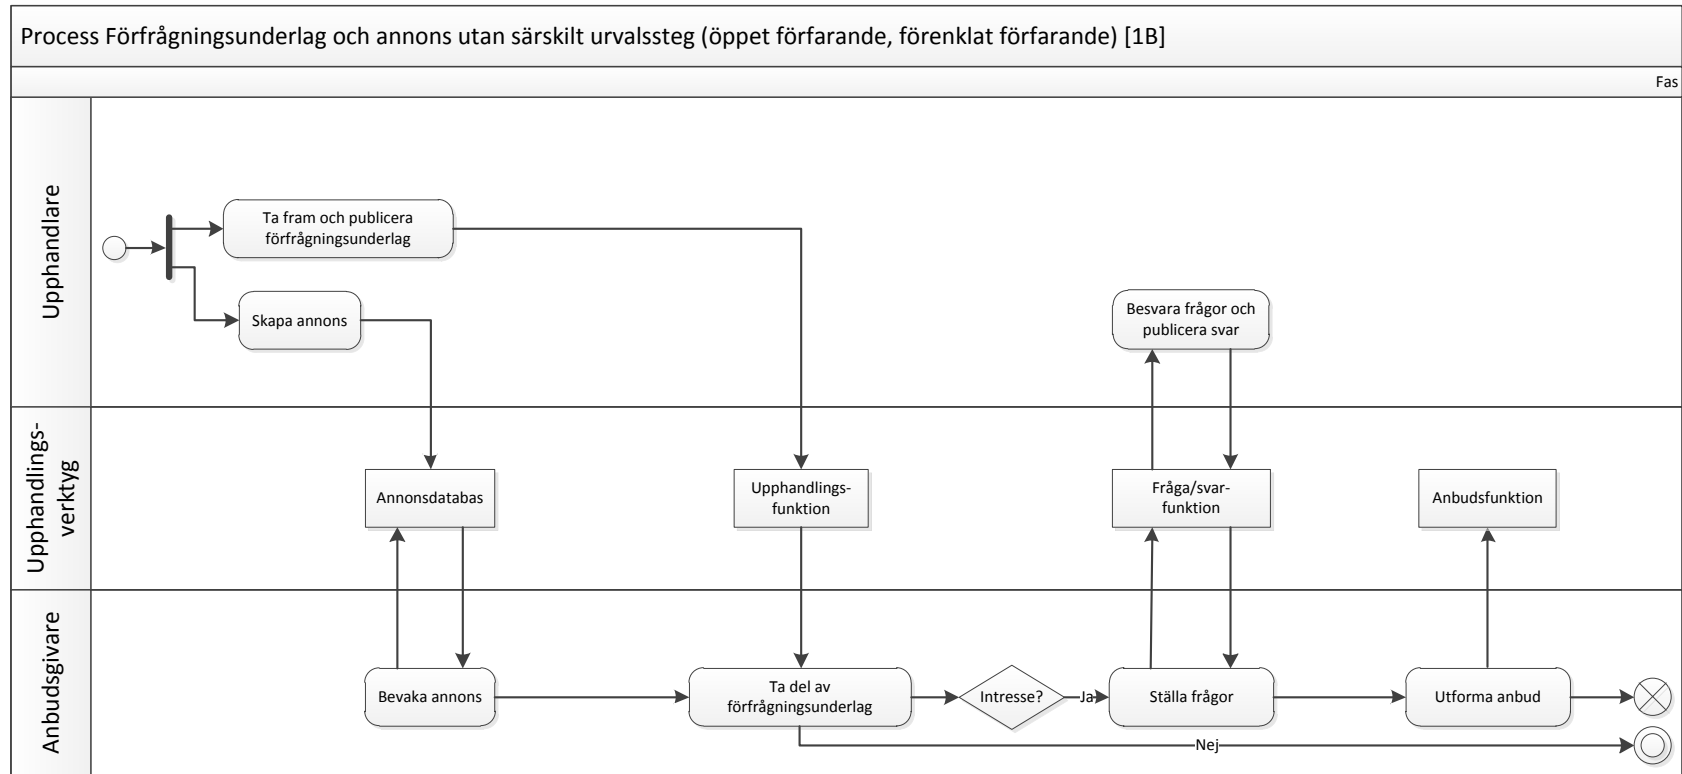 Process Förfrågningsunderlag och annons utan särskilt urvalssteg (öppet förfarande, förenklat förfarande) [1B]
Fas
Upphandlare
Ta fram och publicera
förfrågningsunderlag
Skapa annons
Besvara frågor och
publicera svar
Upphandlings-
verktyg
Annonsdatabas
Upphandlings-
funktion
Fråga/svar-
funktion
Anbudsfunktion
Anbudsgivare
Bevaka annons
Ta del av
förfrågningsunderlag
Intresse?
Ja
Ställa frågor
Utforma anbud
Nej